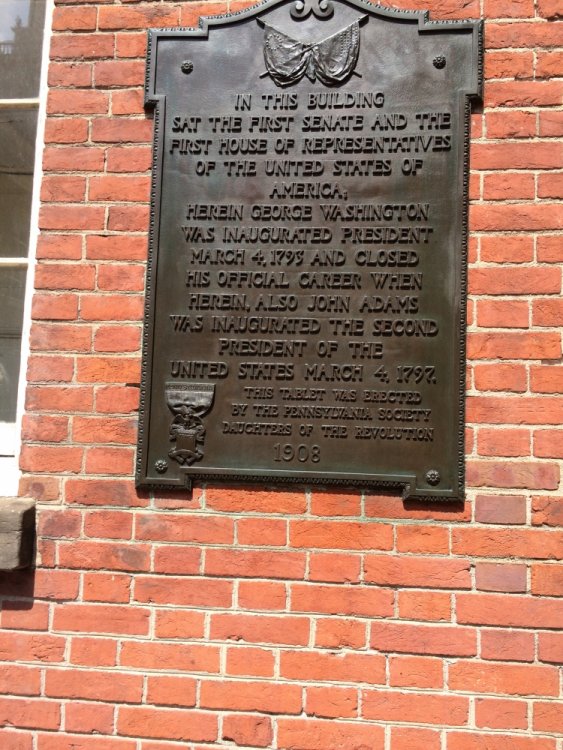 IN THIS BUILDING
SAT THE FIRST SENATE AND THE
FIRST HOUSE OF REPRESENTATIVES
OF THE UNITED STATES OF
AMERICA;
HEREIN GEORGE WASHINGTON
WAS INAUGURATED PRESIDENT
MARCH 4, 1793 AND CLOSED
HIS OFFICIAL CAREER WHEN
HEREIN, ALSO JOHN ADAMS
WAS INAUGURATED THE SECOND
PRESIDENT OF THE
UNITED STATES MARCH 4, 1797.
THIS TABLET WAS ERECTED
BY THE PENNSYLVANIA SOCIETY
DAUGHTERS OF THE REVOLUTION
1908